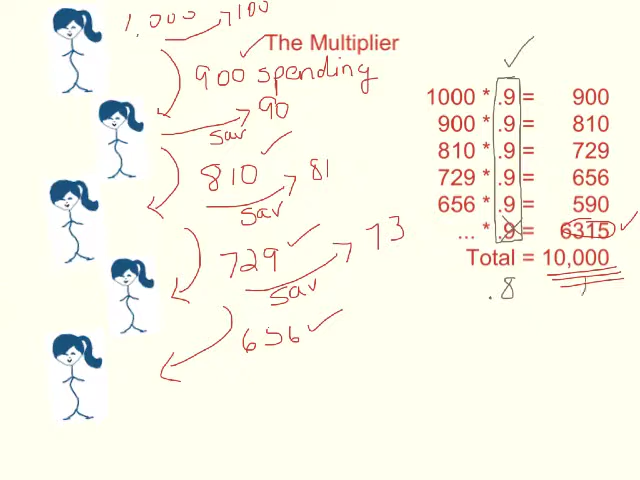 1,000 → 100
The Multiplier
900 spending
90
sav
810
81
sav
729
73
sav
656
1000 * .9 = 900
900 * .9 = 810
810 * .9 = 729
729 * .9 = 656
656 * .9 = 590
... * .9 = 6315
Total = 10,000
.8